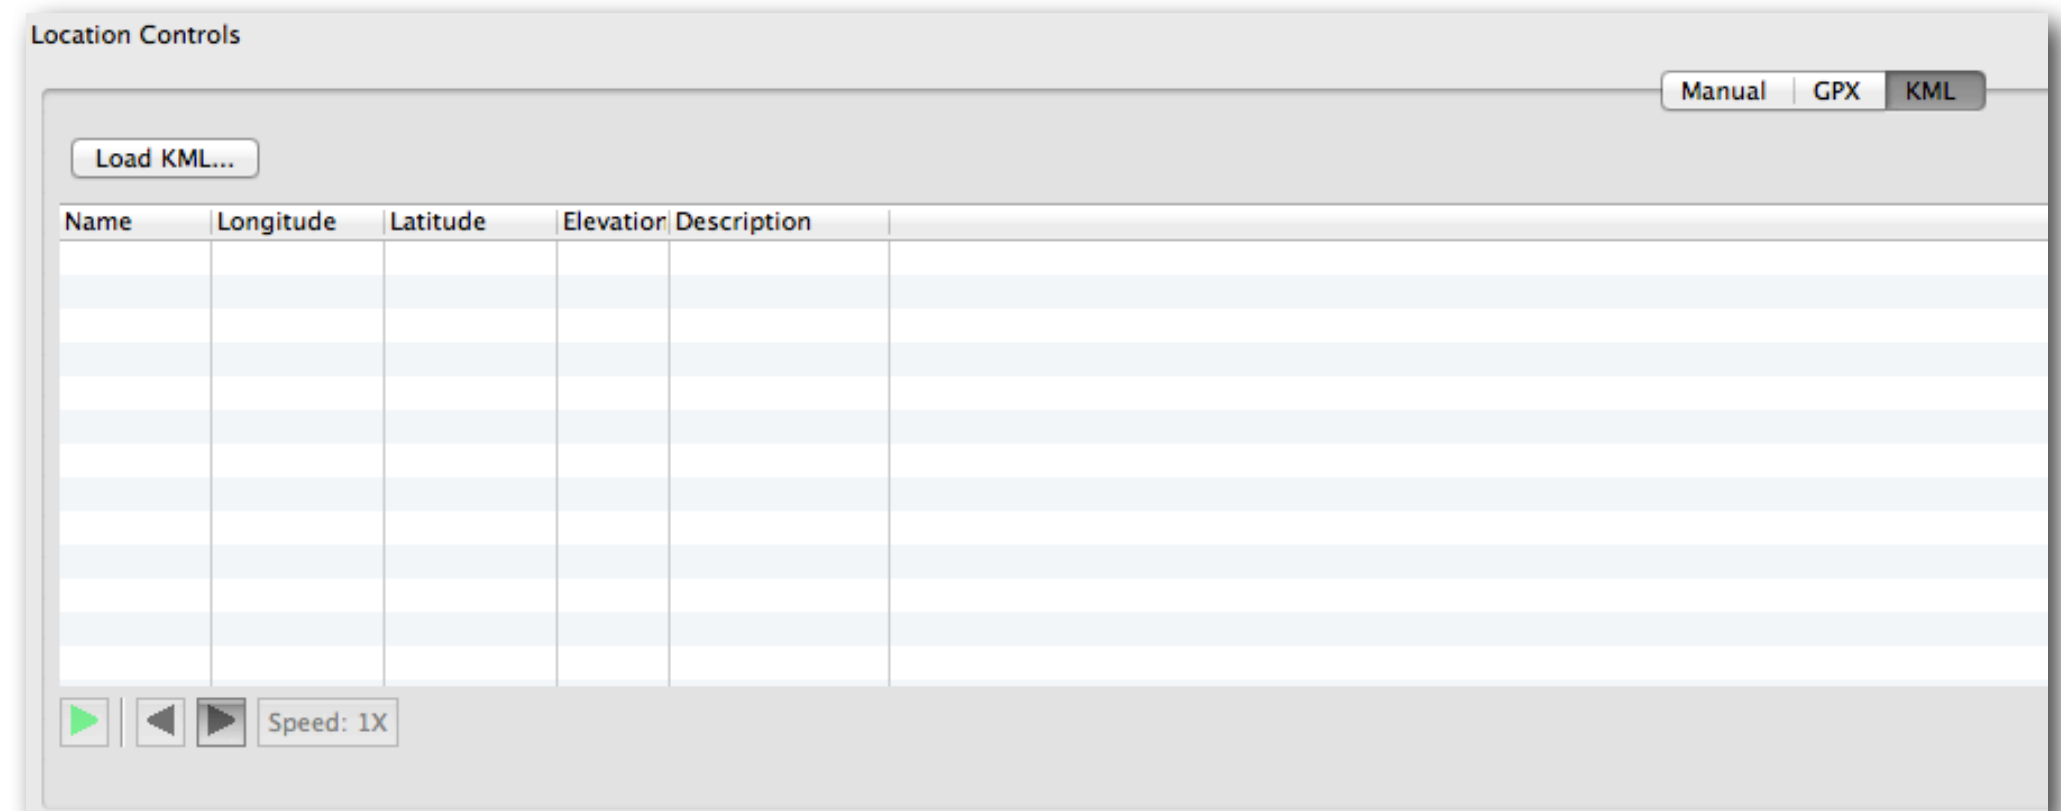 Location Controls
Manual GPX KML
Load KML...
Name Longitude Latitude Elevation Description
Speed: 1X